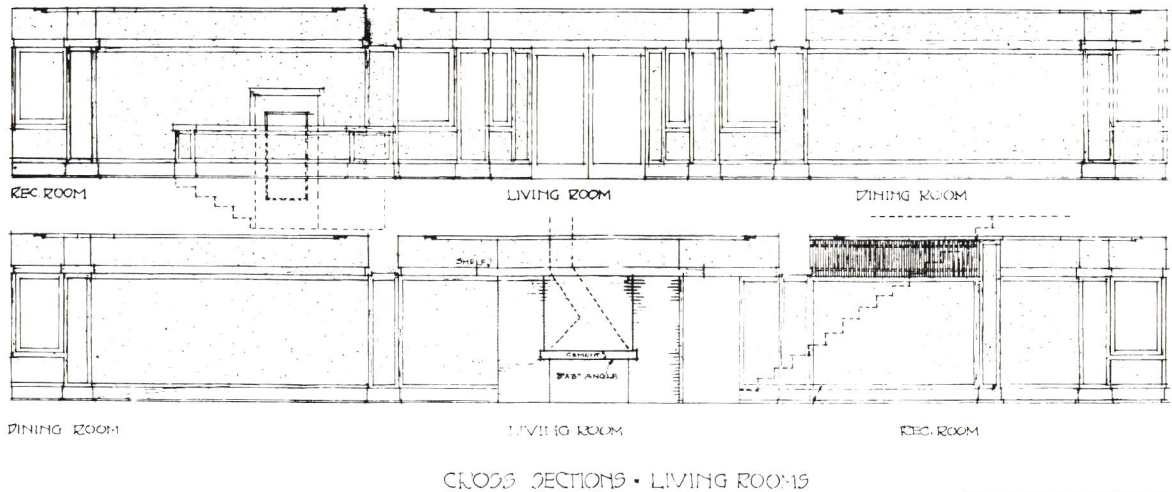 REC. ROOM
LIVING ROOM
DINING ROOM
SHELF
CEMENT
ANGLE
DINING ROOM
LIVING ROOM
REC. ROOM
CROSS SECTIONS • LIVING ROOMS